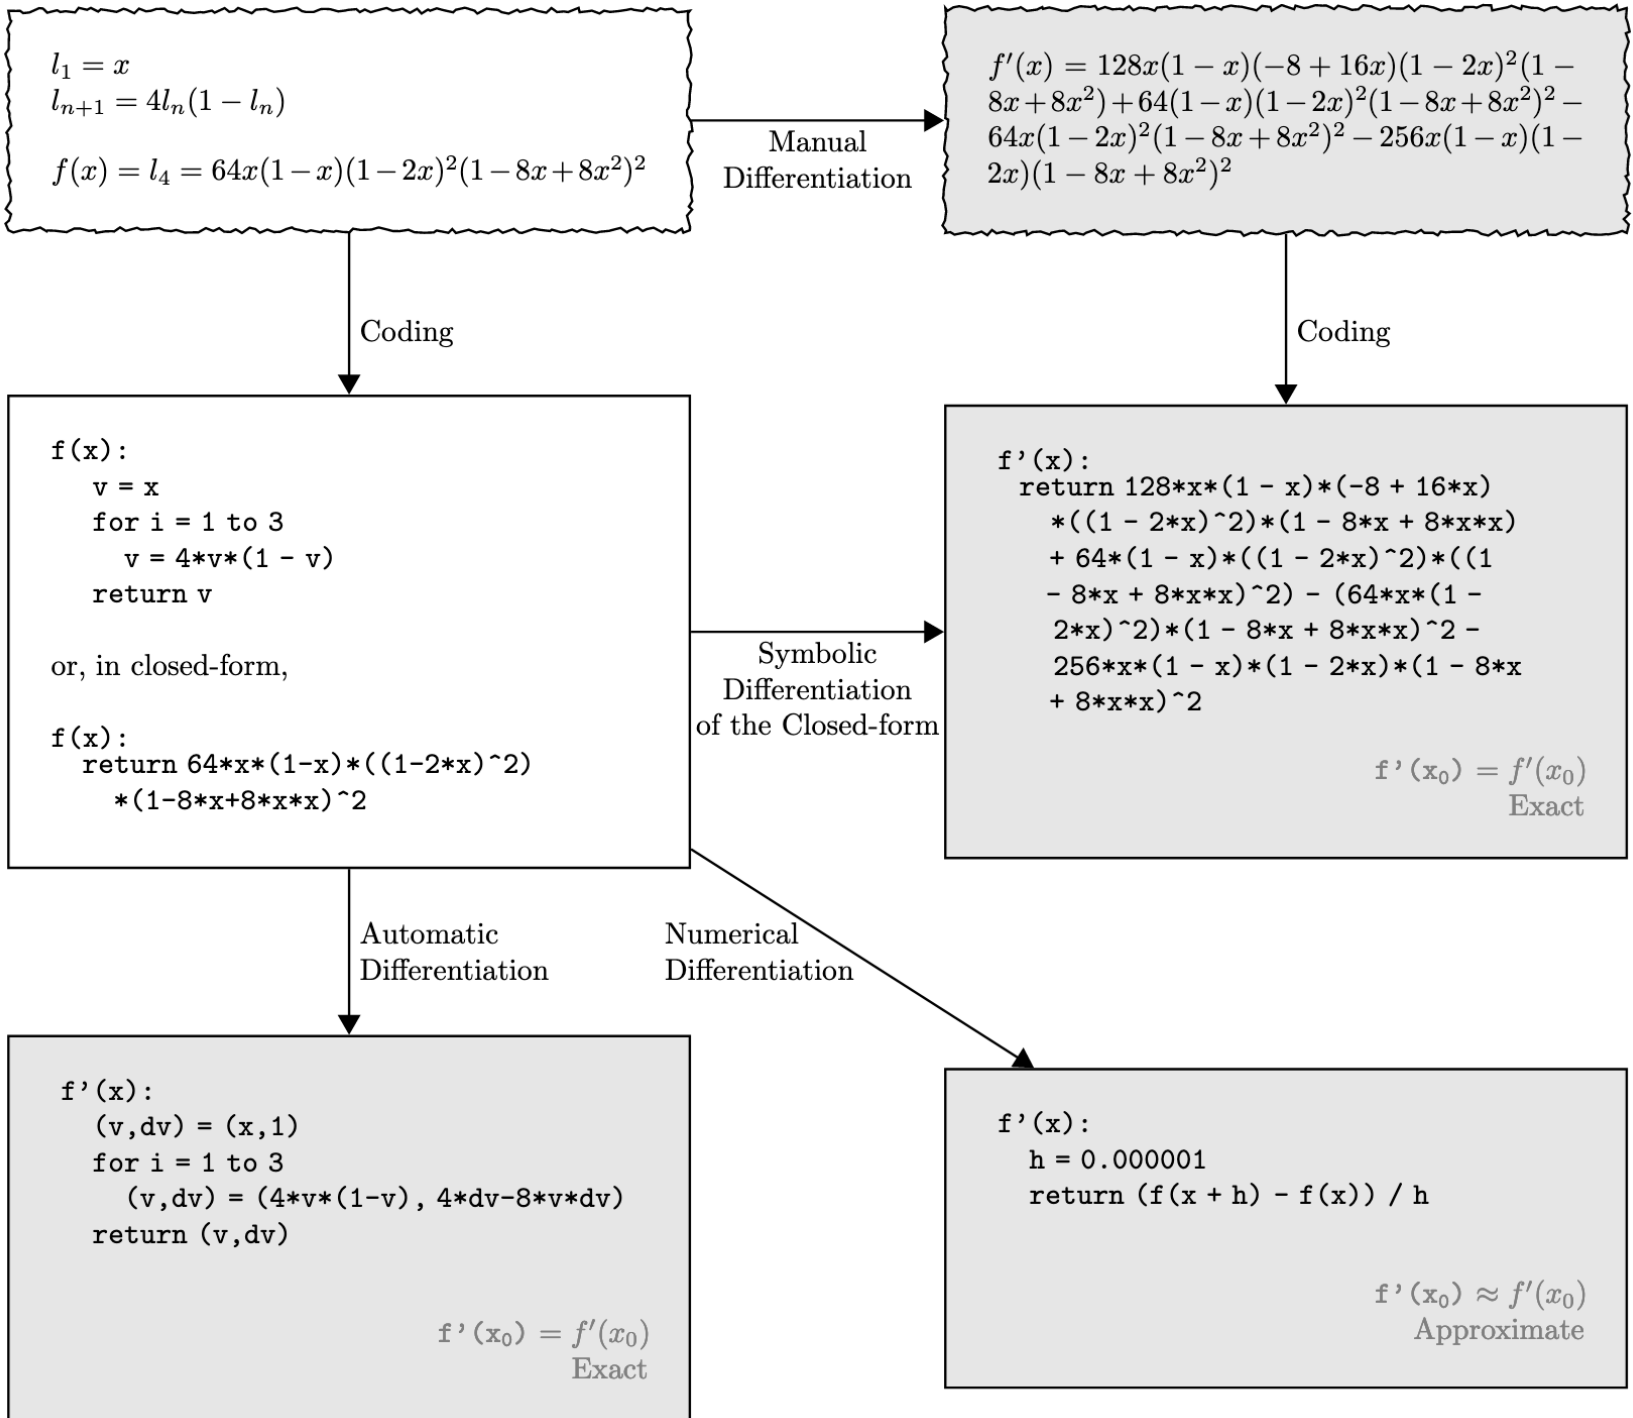 l₁ = x
lₙ₊₁ = 4lₙ(1 − lₙ)
f(x) = l₄ = 64x(1−x)(1−2x)²(1−8x+8x²)²
Manual
Differentiation
f′(x) = 128x(1 − x)(−8 + 16x)(1 − 2x)²(1 −
8x+8x²)+64(1−x)(1−2x)²(1−8x+8x²)²−
64x(1 − 2x)²(1 − 8x + 8x²)² − 256x(1 − x)(1 −
2x)(1 − 8x + 8x²)²
Coding
Coding
f(x):
v = x
for i = 1 to 3
v = 4*v*(1 - v)
return v
or, in closed-form,
f(x):
return 64*x*(1-x)*((1-2*x)^2)
*(1-8*x+8*x*x)^2
Symbolic
Differentiation
of the Closed-form
f’(x):
return 128*x*(1 - x)*(-8 + 16*x)
*((1 - 2*x)^2)*(1 - 8*x + 8*x*x)
+ 64*(1 - x)*((1 - 2*x)^2)*((1
- 8*x + 8*x*x)^2) - (64*x*(1 -
2*x)^2)*(1 - 8*x + 8*x*x)^2 -
256*x*(1 - x)*(1 - 2*x)*(1 - 8*x
+ 8*x*x)^2
f’(x₀) = f′(x₀)
Exact
Automatic
Differentiation
Numerical
Differentiation
f’(x):
(v,dv) = (x,1)
for i = 1 to 3
(v,dv) = (4*v*(1-v), 4*dv-8*v*dv)
return (v,dv)
f’(x₀) = f′(x₀)
Exact
f’(x):
h = 0.000001
return (f(x + h) - f(x)) / h
f’(x₀) ≈ f′(x₀)
Approximate